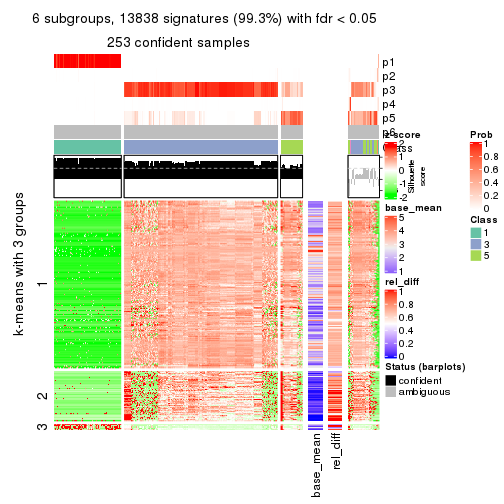 6 subgroups, 13838 signatures (99.3%) with fdr < 0.05
253 confident samples
p1
p2
p3
p4
p5
p6
Class
Silhouette
score
k-means with 3 groups
1
2
3
base_mean
rel_diff
z-score
2
1
0
-1
-2
base_mean
5
4
3
2
1
rel_diff
1
0.8
0.6
0.4
0.2
0
Status (barplots)
confident
ambiguous
Prob
1
0.8
0.6
0.4
0.2
0
Class
1
3
5